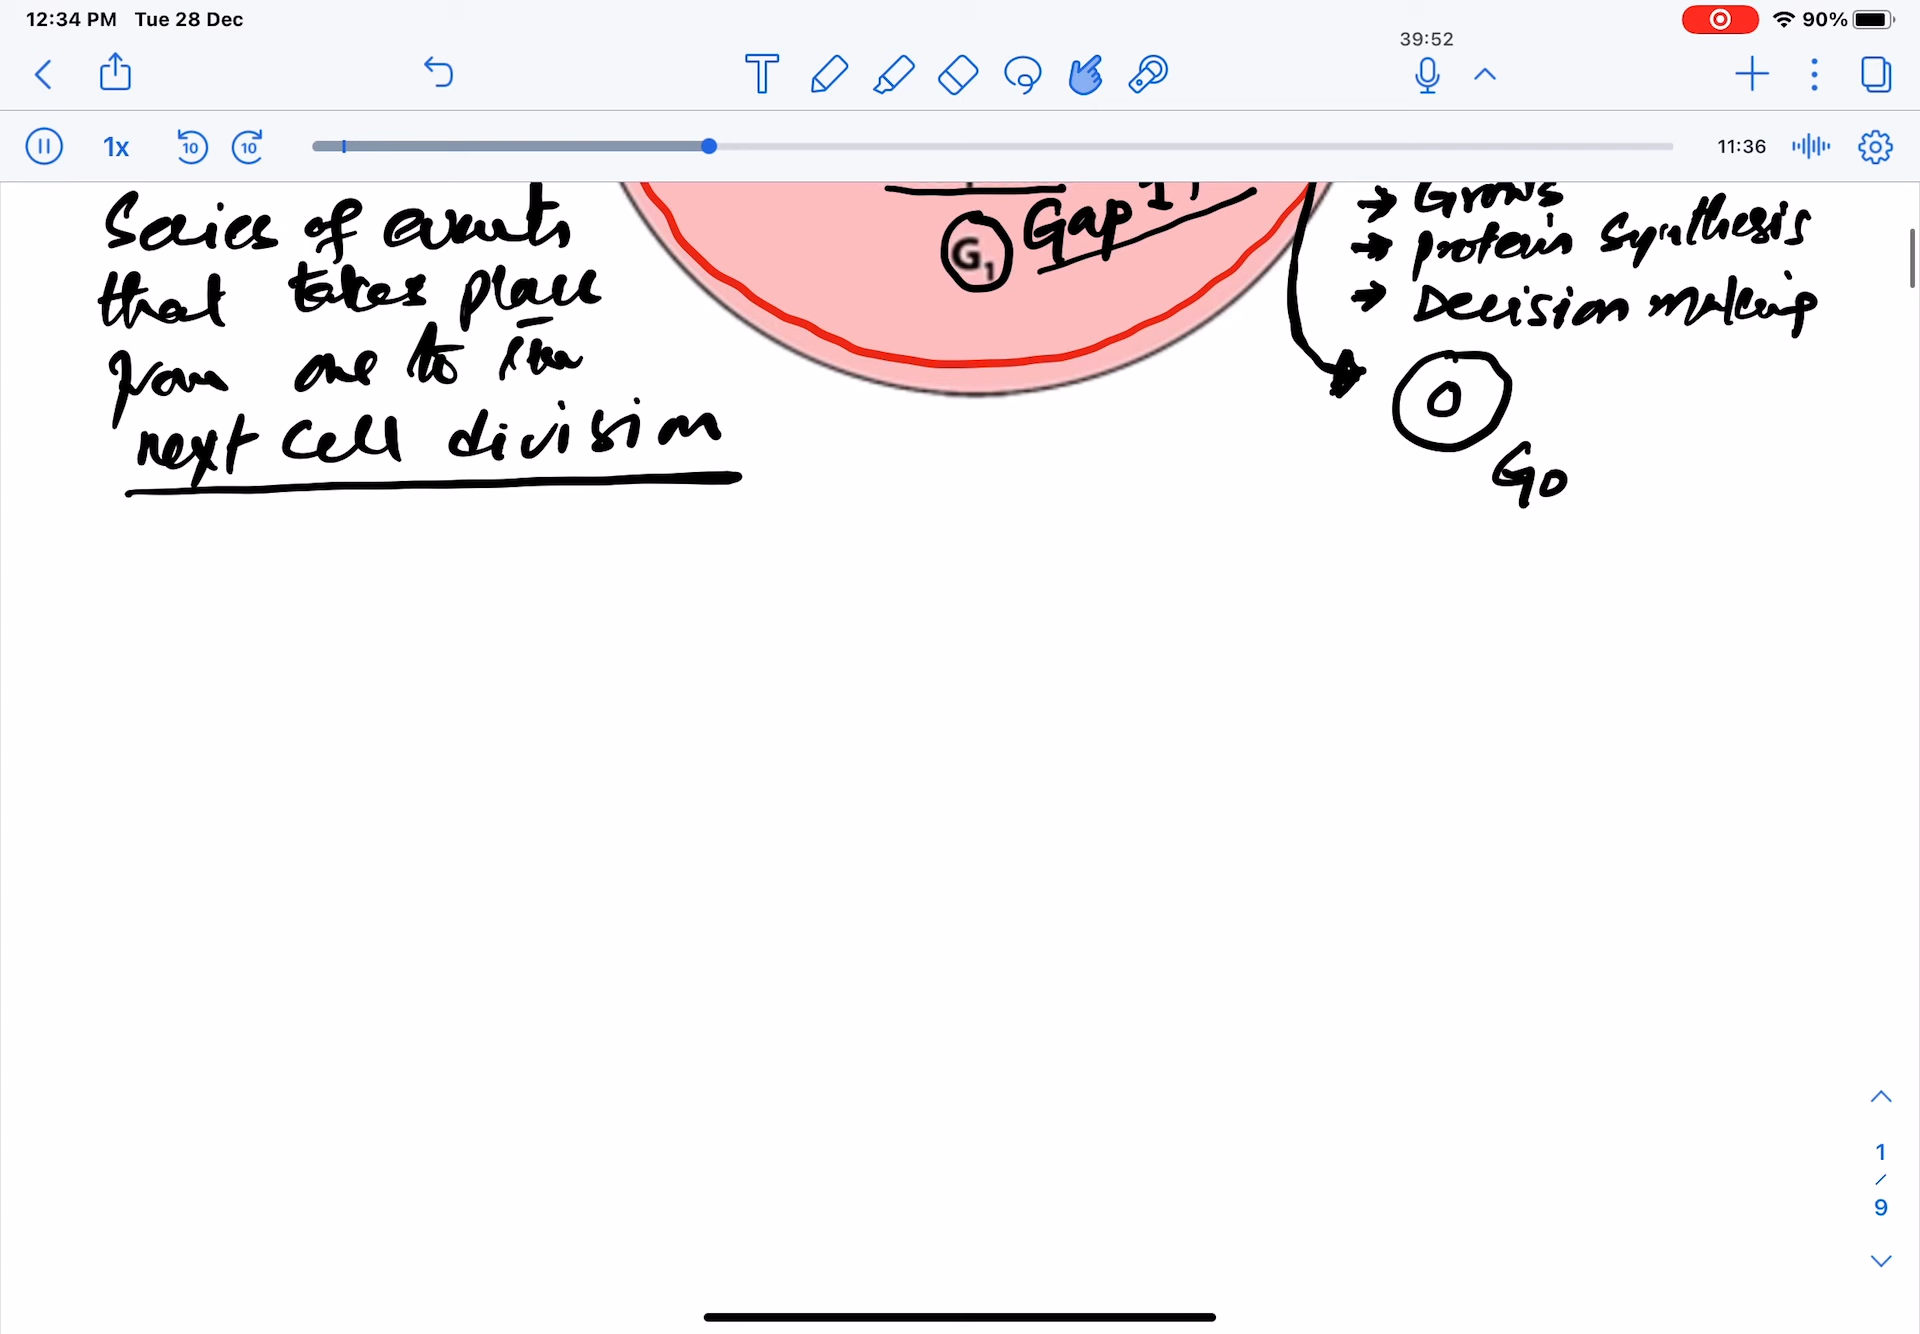 12:34 PM Tue 28 Dec
90%
39:52
1x
10
10
11:36
Series of events
that takes place
from one to the
next cell division
Gap 1
G₁
→ Grows
→ protein synthesis
→ Decision making
G0
1
/
9